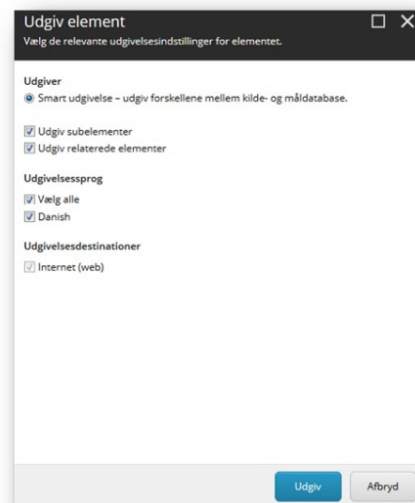 Udgiv element
Vælg de relevante udgivelsesindstillinger for elementet.
Udgiver
Smart udgivelse – udgiv forskellene mellem kilde- og måldatabase.
Udgiv subelementer
Udgiv relaterede elementer
Udgivelsessprog
Vælg alle
Danish
Udgivelsesdestinationer
Internet (web)
Udgiv
Afbryd